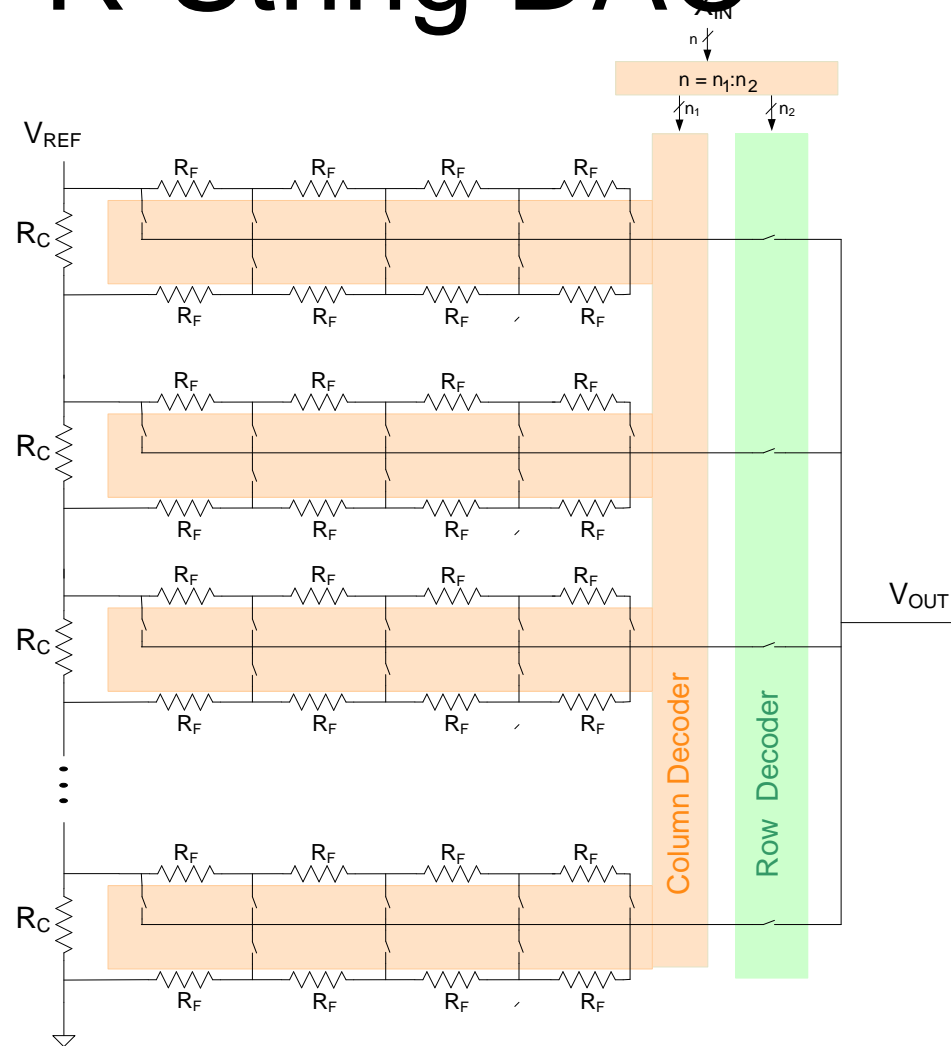 R-String DAC
X_IN
n
n = n₁:n₂
n₁ n₂
V_REF
R_F R_F R_F R_F
R_C
R_F R_F R_F R_F
R_F R_F R_F R_F
R_C
R_F R_F R_F R_F
R_F R_F R_F R_F
R_C
R_F R_F R_F R_F
V_OUT
Column Decoder
Row Decoder
R_F R_F R_F R_F
R_C
R_F R_F R_F R_F